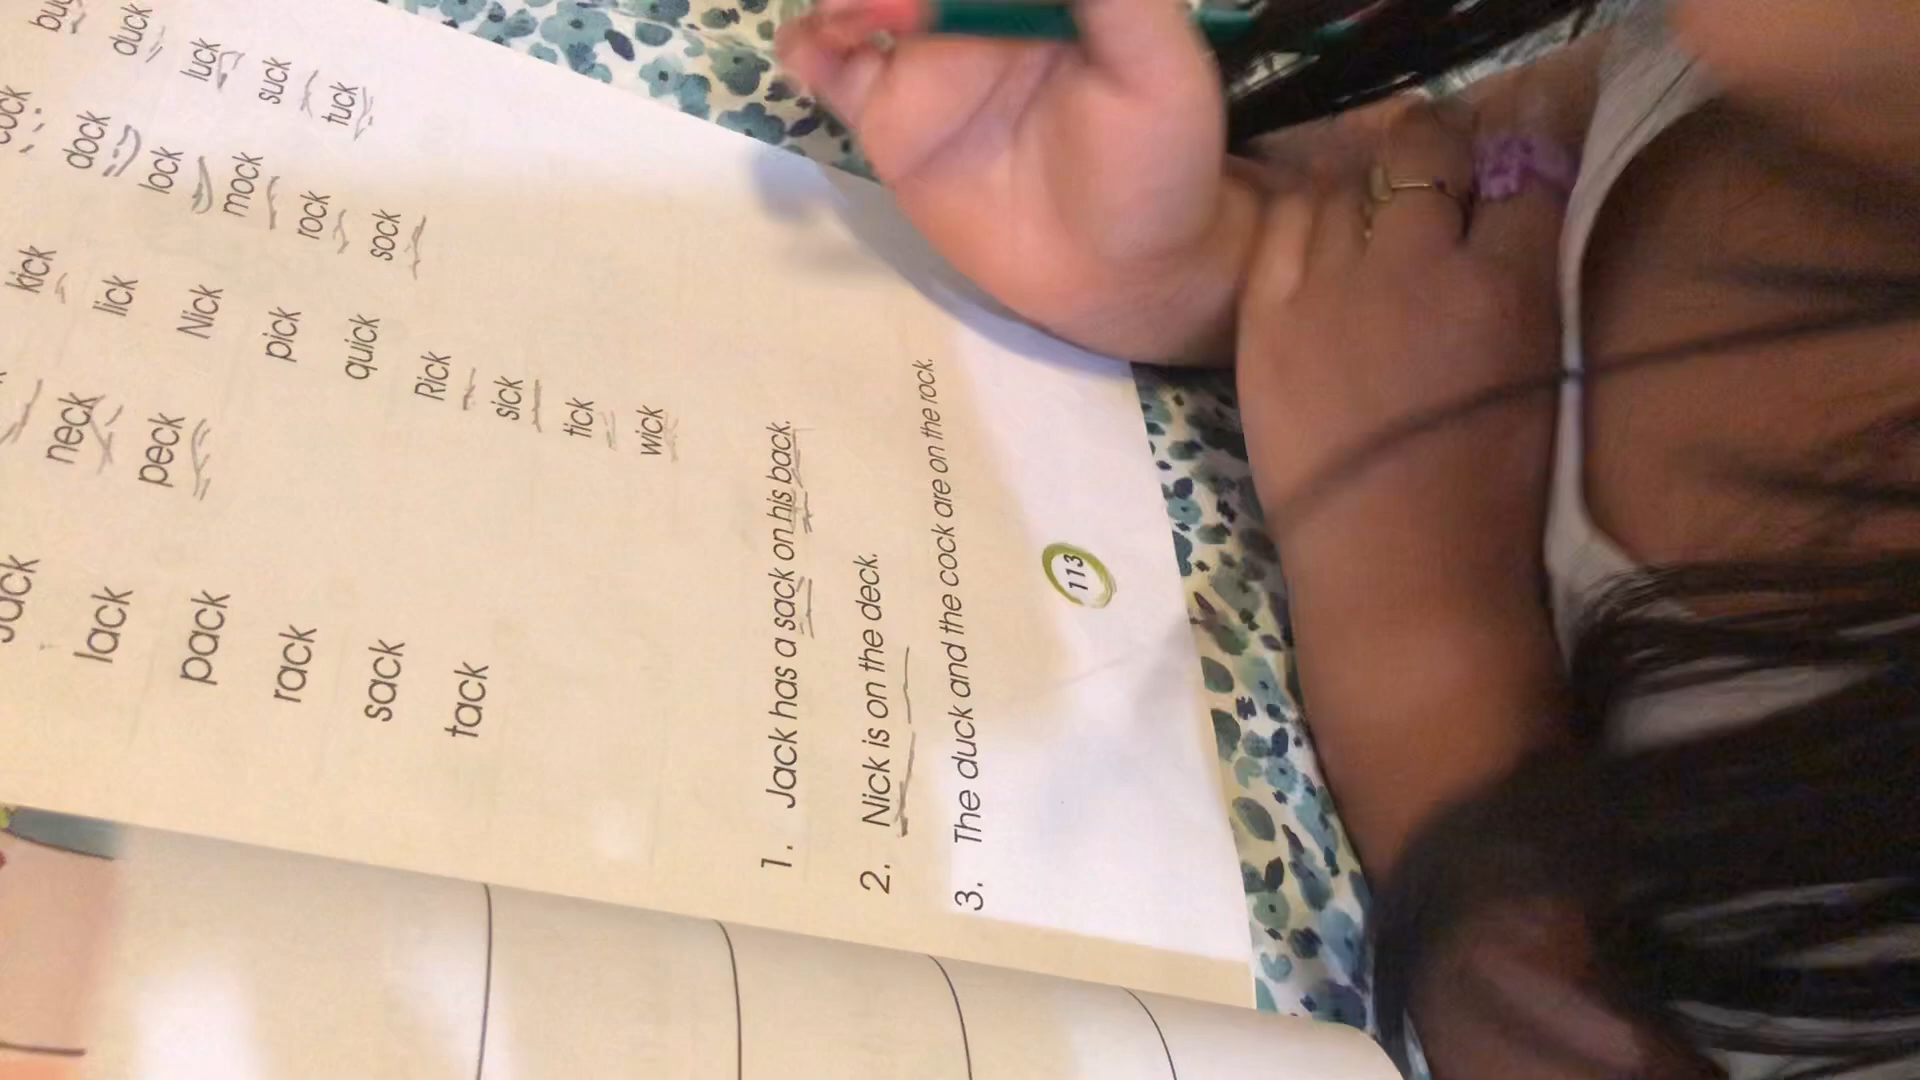 neck
kick
dock
duck
lack
peck
lick
lock
luck
pack
Nick
mock
suck
rack
pick
rock
tuck
sack
quick
sock
tack
Rick
sick
tick
wick
1. Jack has a sack on his back.
2. Nick is on the deck.
3. The duck and the cock are on the rock.
113